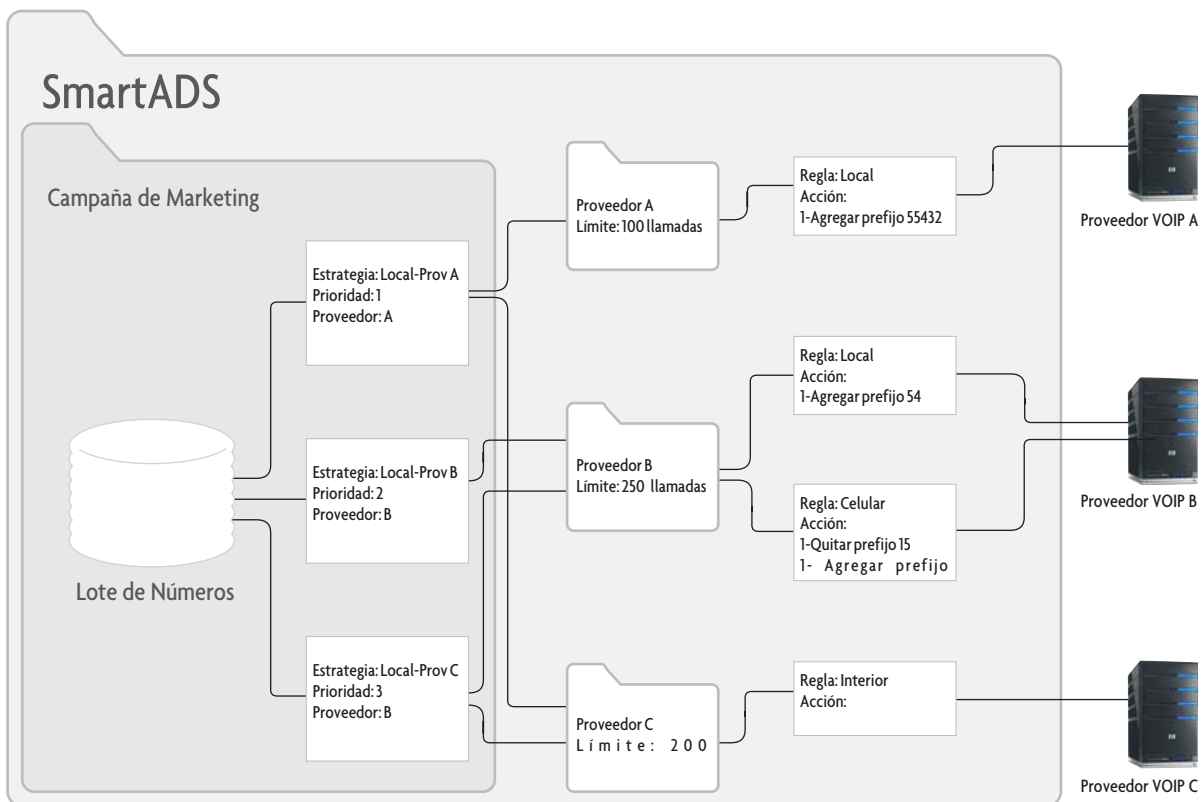 SmartADS
Campaña de Marketing
Lote de Números
Estrategia: Local-Prov A
Prioridad: 1
Proveedor: A
Estrategia: Local-Prov B
Prioridad: 2
Proveedor: B
Estrategia: Local-Prov C
Prioridad: 3
Proveedor: B
Proveedor A
Límite: 100 llamadas
Proveedor B
Límite: 250 llamadas
Proveedor C
Límite: 200
Regla: Local
Acción:
1-Agregar prefijo 55432
Regla: Local
Acción:
1-Agregar prefijo 54
Regla: Celular
Acción:
1-Quitar prefijo 15
1- Agregar prefijo
Regla: Interior
Acción:
Proveedor VOIP A
Proveedor VOIP B
Proveedor VOIP C